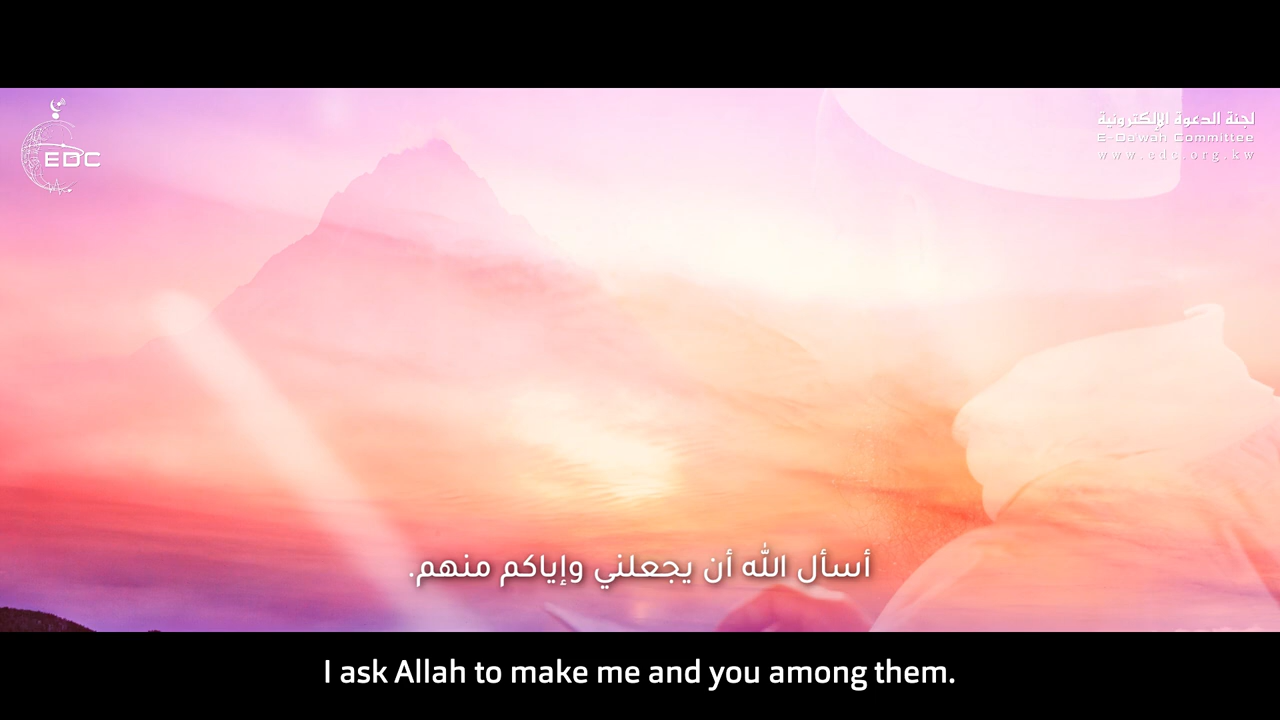 EDC
لجنة الدعوة الإلكترونية
E-Dawah Committee
www.edc.org.kw
أسأل الله أن يجعلني وإياكم منهم.
I ask Allah to make me and you among them.